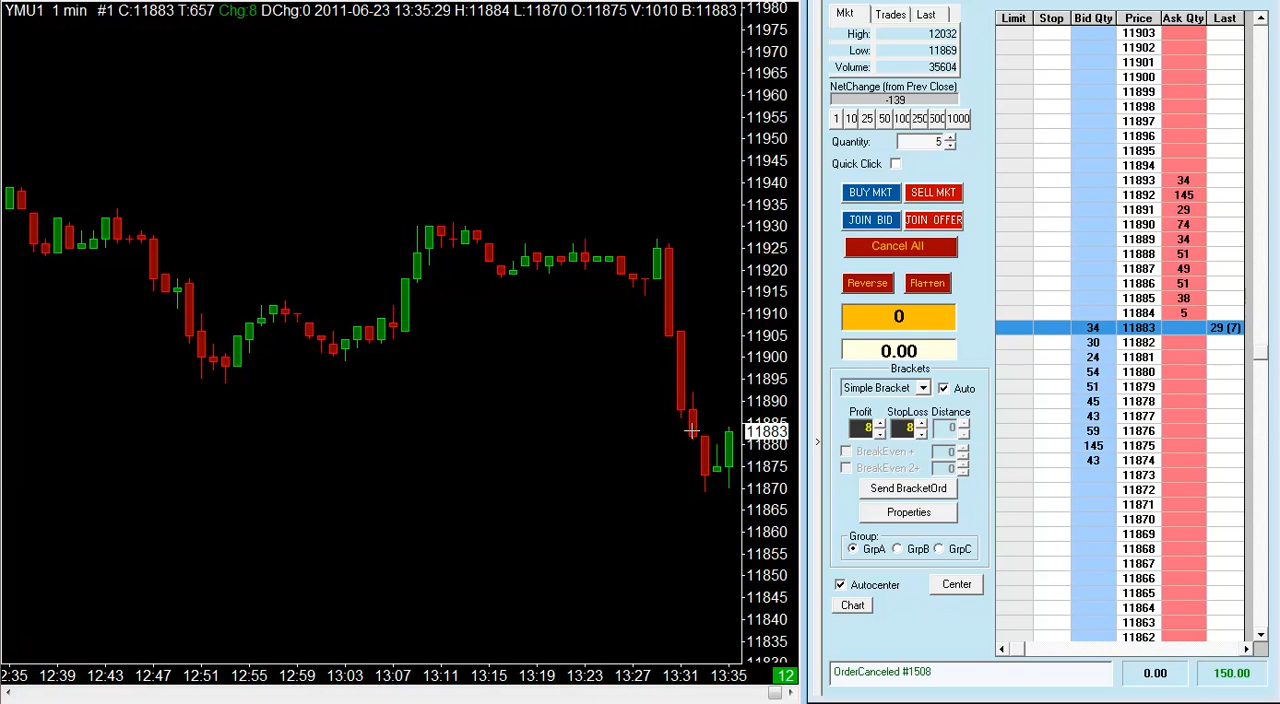 YMU1 1 min #1 C:11883 T:657 Chg:8 DChg:0 2011-06-23 13:35:29 H:11884 L:11870 O:11875 V:1010 B:11883
11980
11975
11970
11965
11960
11955
11950
11945
11940
11935
11930
11925
11920
11915
11910
11905
11900
11895
11890
11883
11880
11875
11870
11865
11860
11855
11850
11845
11840
11835
11830
2:35 12:39 12:43 12:51 12:55 12:59 13:03 13:07 13:11 13:15 13:19 13:23 13:27 13:31 13:35 12
Mkt Trades Last
High: 12032
Low: 11869
Volume: 35604
NetChange (from Prev Close)
-139
1 10 25 50 100 250 500 1000
Quantity: 5
Quick Click
BUY MKT SELL MKT
JOIN BID JOIN OFFER
Cancel All
Reverse Flatten
0
0.00
Brackets
Simple Bracket Auto
Profit StopLoss Distance
8 8 0
BreakEven + 0
BreakEven 2+ 0
Send BracketOrd
Properties
Group:
GrpA GrpB GrpC
Autocenter Center
Chart
Limit Stop Bid Qty Price Ask Qty Last
11903
11902
11901
11900
11899
11898
11897
11896
11895
11894
11893 34
11892 145
11891 29
11890 74
11889 34
11888 51
11887 49
11886 51
11885 38
11884 5
34 11883 29 (7)
30 11882
24 11881
54 11880
51 11879
45 11878
43 11877
59 11876
145 11875
43 11874
11873
11872
11871
11870
11869
11868
11867
11866
11865
11864
11863
11862
OrderCanceled #1508 0.00 150.00